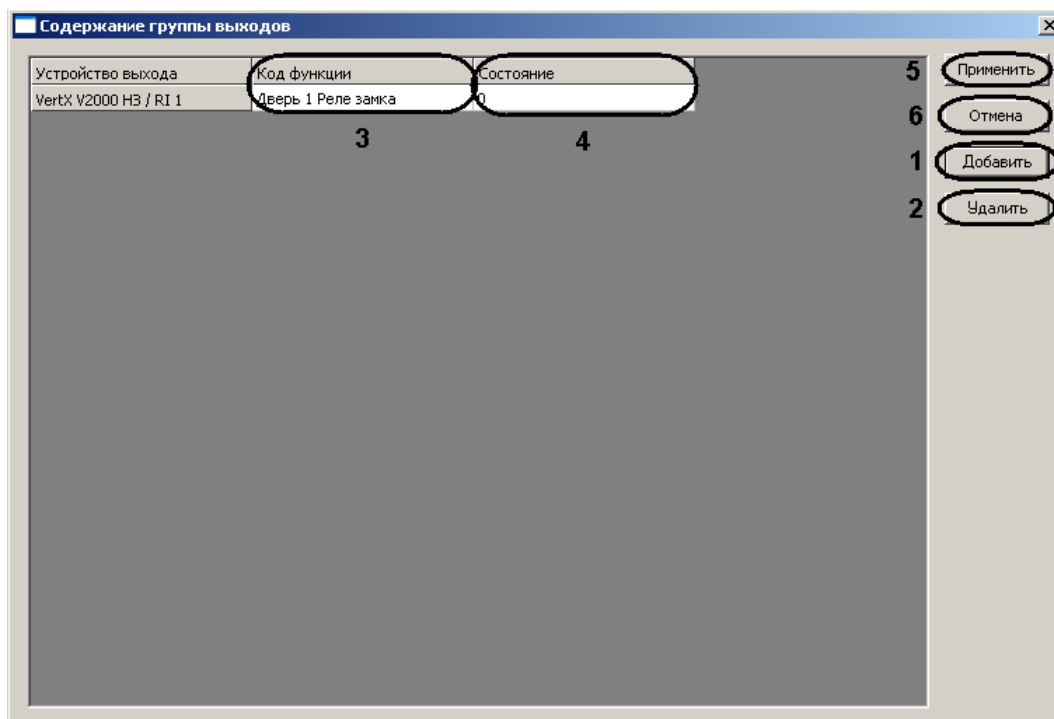 Содержание группы выходов
Устройство выхода Код функции Состояние 5 Применить
VertX V2000 НЗ / RI 1 Дверь 1 Реле замка 0
6 Отмена
3 4
1 Добавить
2 Удалить